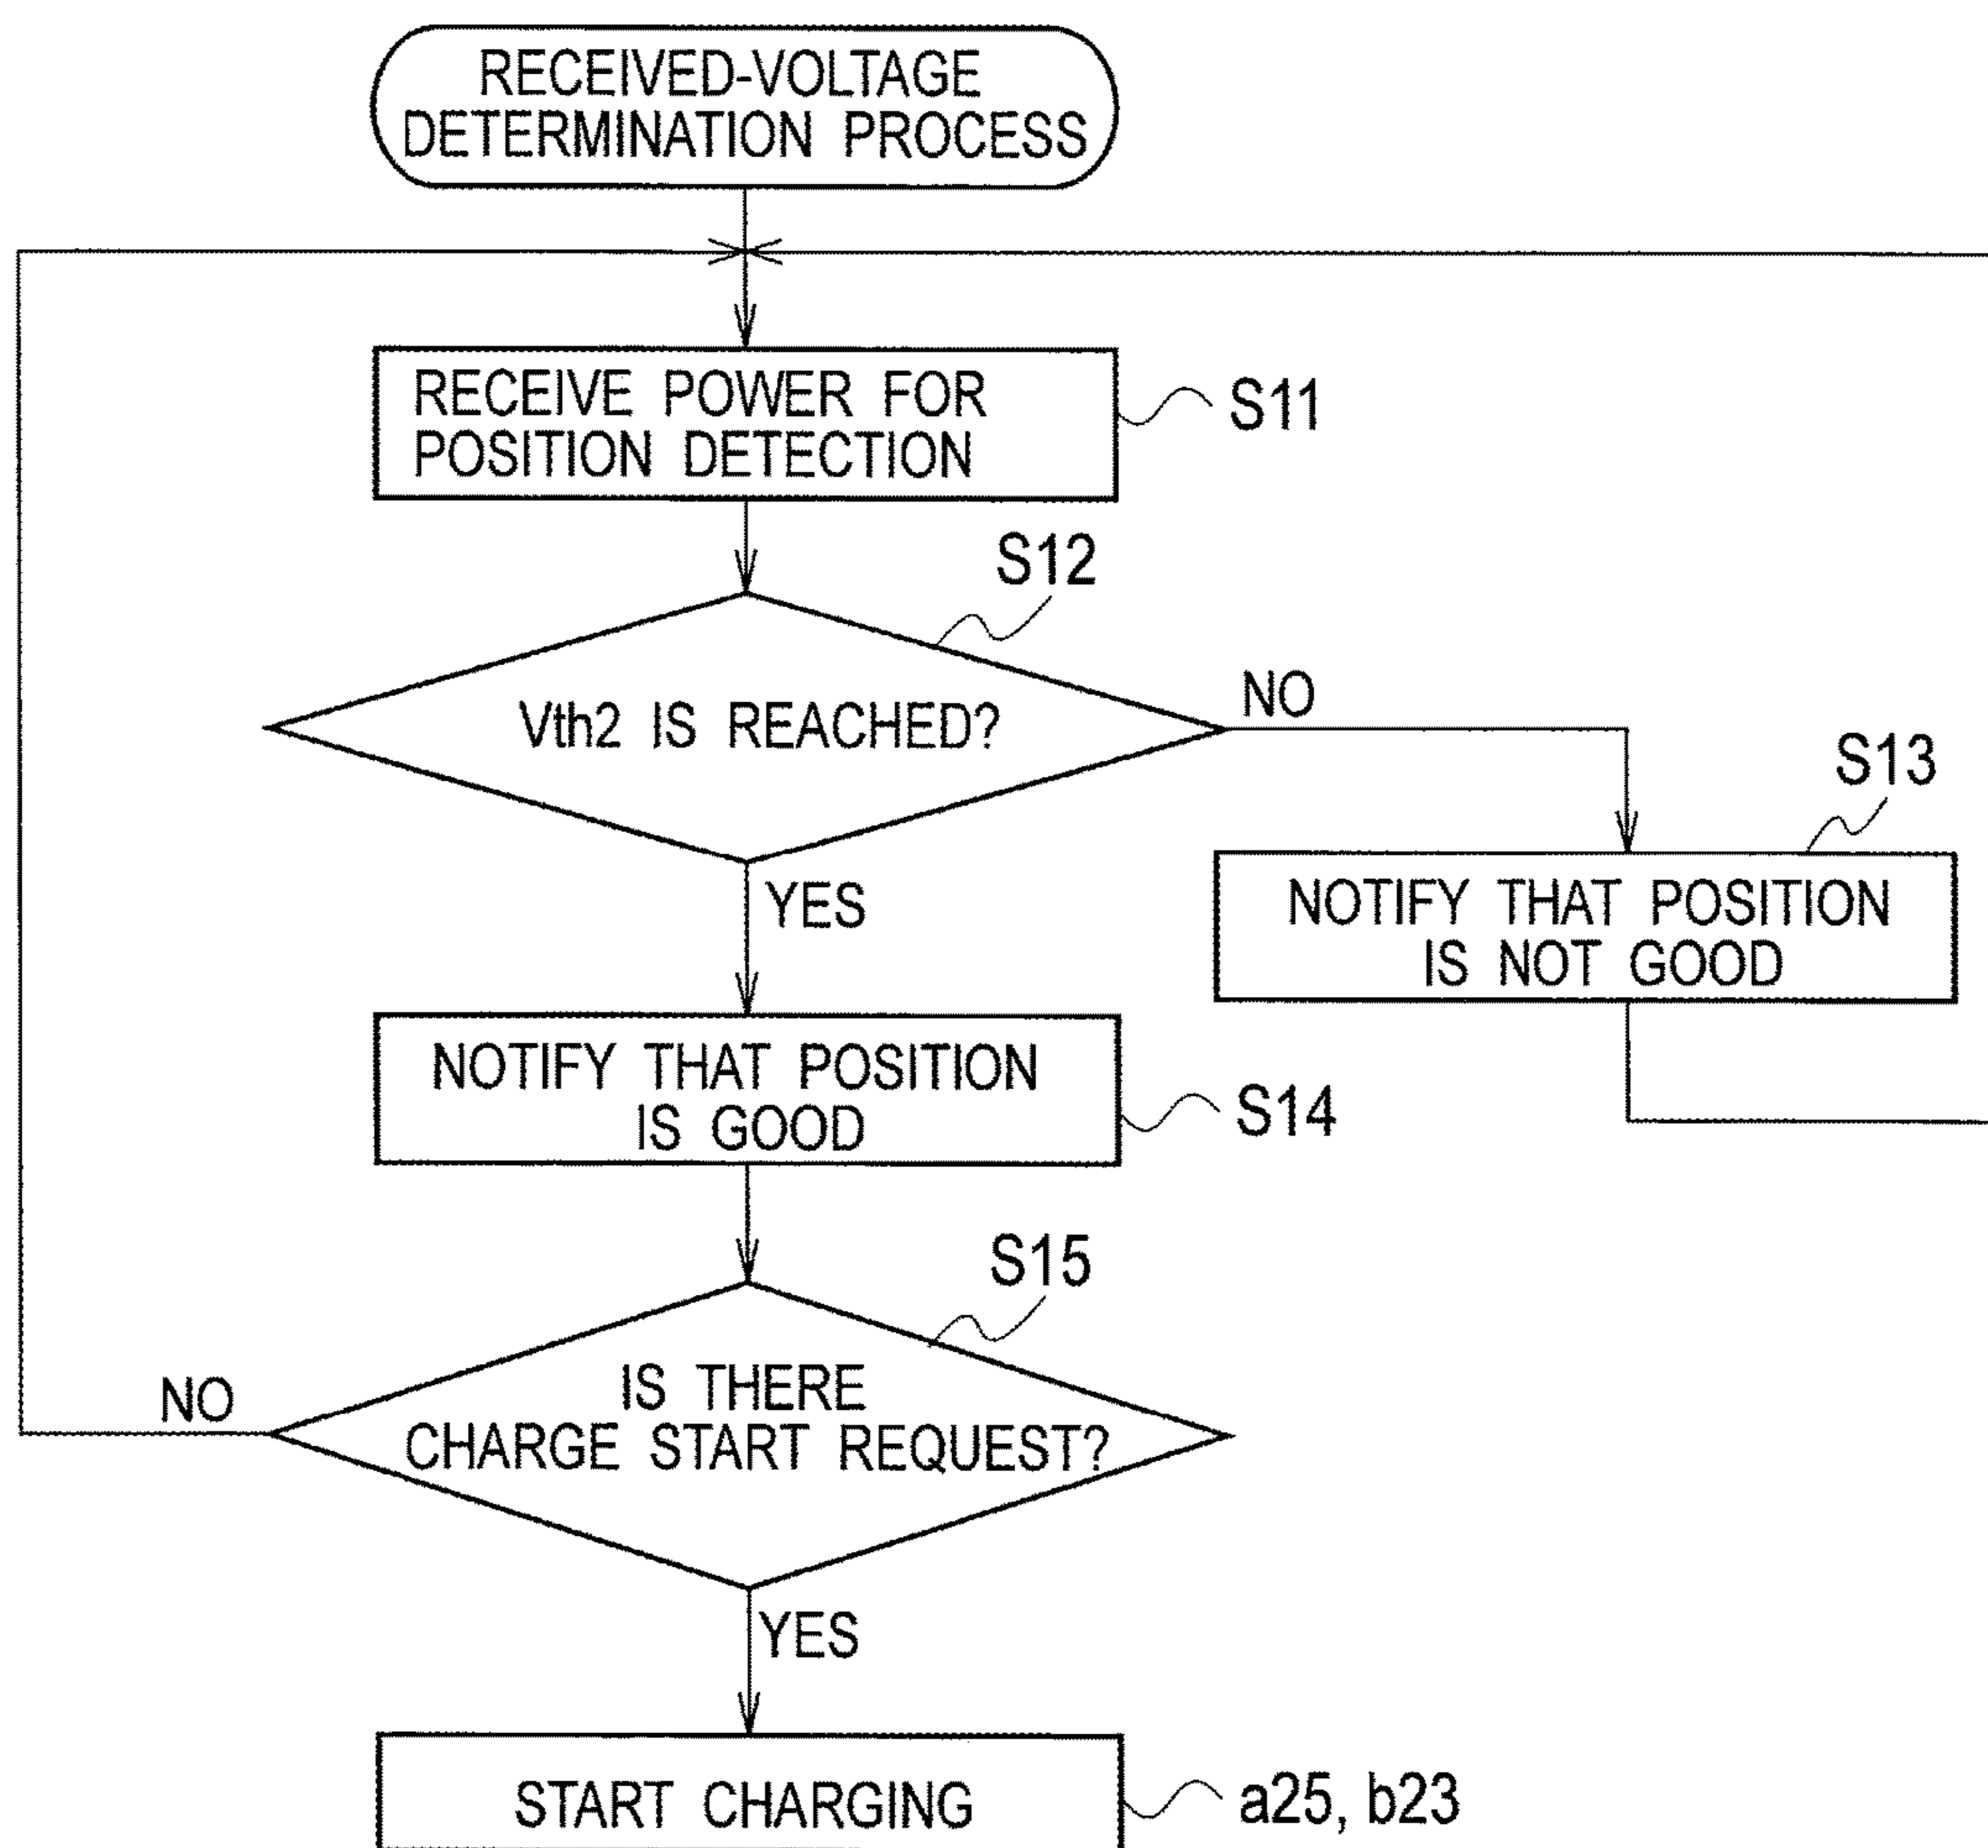 RECEIVED-VOLTAGE
DETERMINATION PROCESS
RECEIVE POWER FOR
POSITION DETECTION
S11
S12
Vth2 IS REACHED?
NO
S13
NOTIFY THAT POSITION
IS NOT GOOD
YES
NOTIFY THAT POSITION
IS GOOD
S14
S15
IS THERE
CHARGE START REQUEST?
NO
YES
START CHARGING
a25, b23